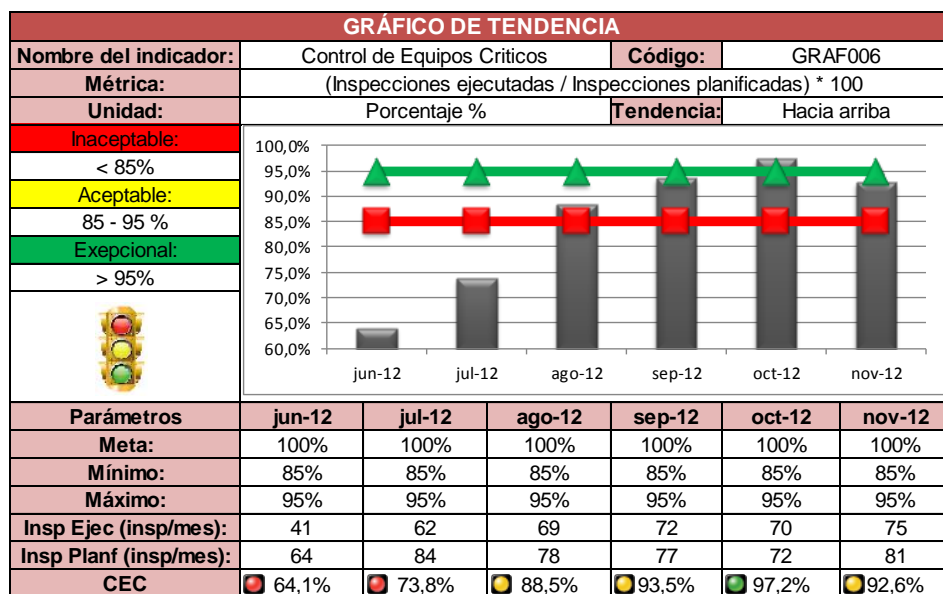 GRÁFICO DE TENDENCIA
Nombre del indicador: Control de Equipos Criticos Código: GRAF006
Métrica: (Inspecciones ejecutadas / Inspecciones planificadas) * 100
Unidad: Porcentaje % Tendencia: Hacia arriba
Inaceptable:
< 85%
Aceptable:
85 - 95 %
Exepcional:
> 95%
100,0%
95,0%
90,0%
85,0%
80,0%
75,0%
70,0%
65,0%
60,0%
jun-12 jul-12 ago-12 sep-12 oct-12 nov-12
Parámetros jun-12 jul-12 ago-12 sep-12 oct-12 nov-12
Meta: 100% 100% 100% 100% 100% 100%
Mínimo: 85% 85% 85% 85% 85% 85%
Máximo: 95% 95% 95% 95% 95% 95%
Insp Ejec (insp/mes): 41 62 69 72 70 75
Insp Planf (insp/mes): 64 84 78 77 72 81
CEC 64,1% 73,8% 88,5% 93,5% 97,2% 92,6%